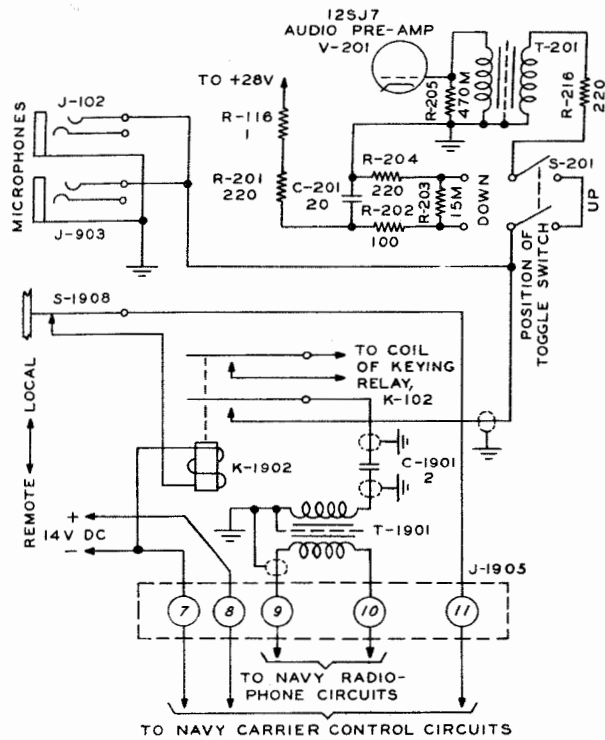 12SJ7
AUDIO PRE-AMP
V-201
T-201
TO +28V
R-205
470M
R-216
220
J-102
R-116
1
MICROPHONES
R-201
220
R-204
220
S-201
C-201
20
R-203
15M
DOWN
UP
R-202
100
J-903
POSITION OF
TOGGLE SWITCH
S-1908
LOCAL
REMOTE
TO COIL
OF KEYING
RELAY,
K-102
K-1902
C-1901
2
+
14V DC
-
T-1901
J-1905
7
8
9
10
11
TO NAVY RADIO-
PHONE CIRCUITS
TO NAVY CARRIER CONTROL CIRCUITS